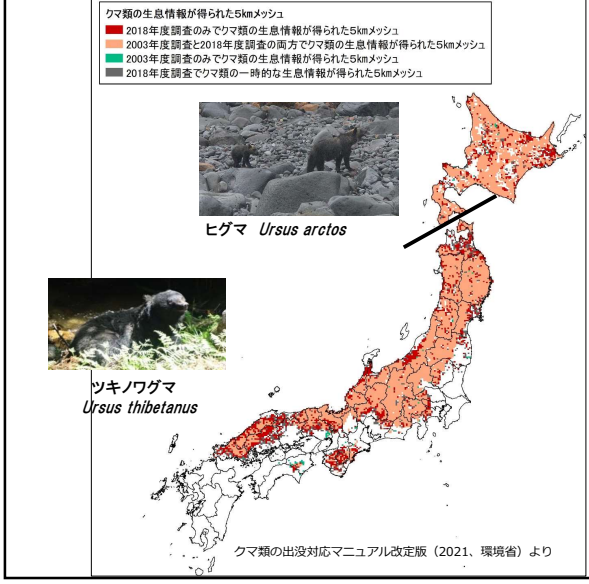 クマ類の生息情報が得られた5kmメッシュ
2018年度調査のみでクマ類の生息情報が得られた5kmメッシュ
2003年度調査と2018年度調査の両方でクマ類の生息情報が得られた5kmメッシュ
2003年度調査のみでクマ類の生息情報が得られた5kmメッシュ
2018年度調査でクマ類の一時的な生息情報が得られた5kmメッシュ
ヒグマ Ursus arctos
ツキノワグマ
Ursus thibetanus
クマ類の出没対応マニュアル改定版（2021、環境省）より